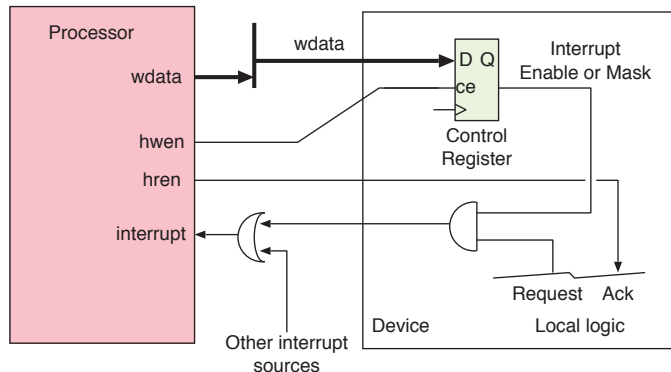 Processor
wdata
wdata
D Q
ce
Interrupt
Enable or Mask
hwen
Control
Register
hren
interrupt
Request Ack
Device
Local logic
Other interrupt
sources